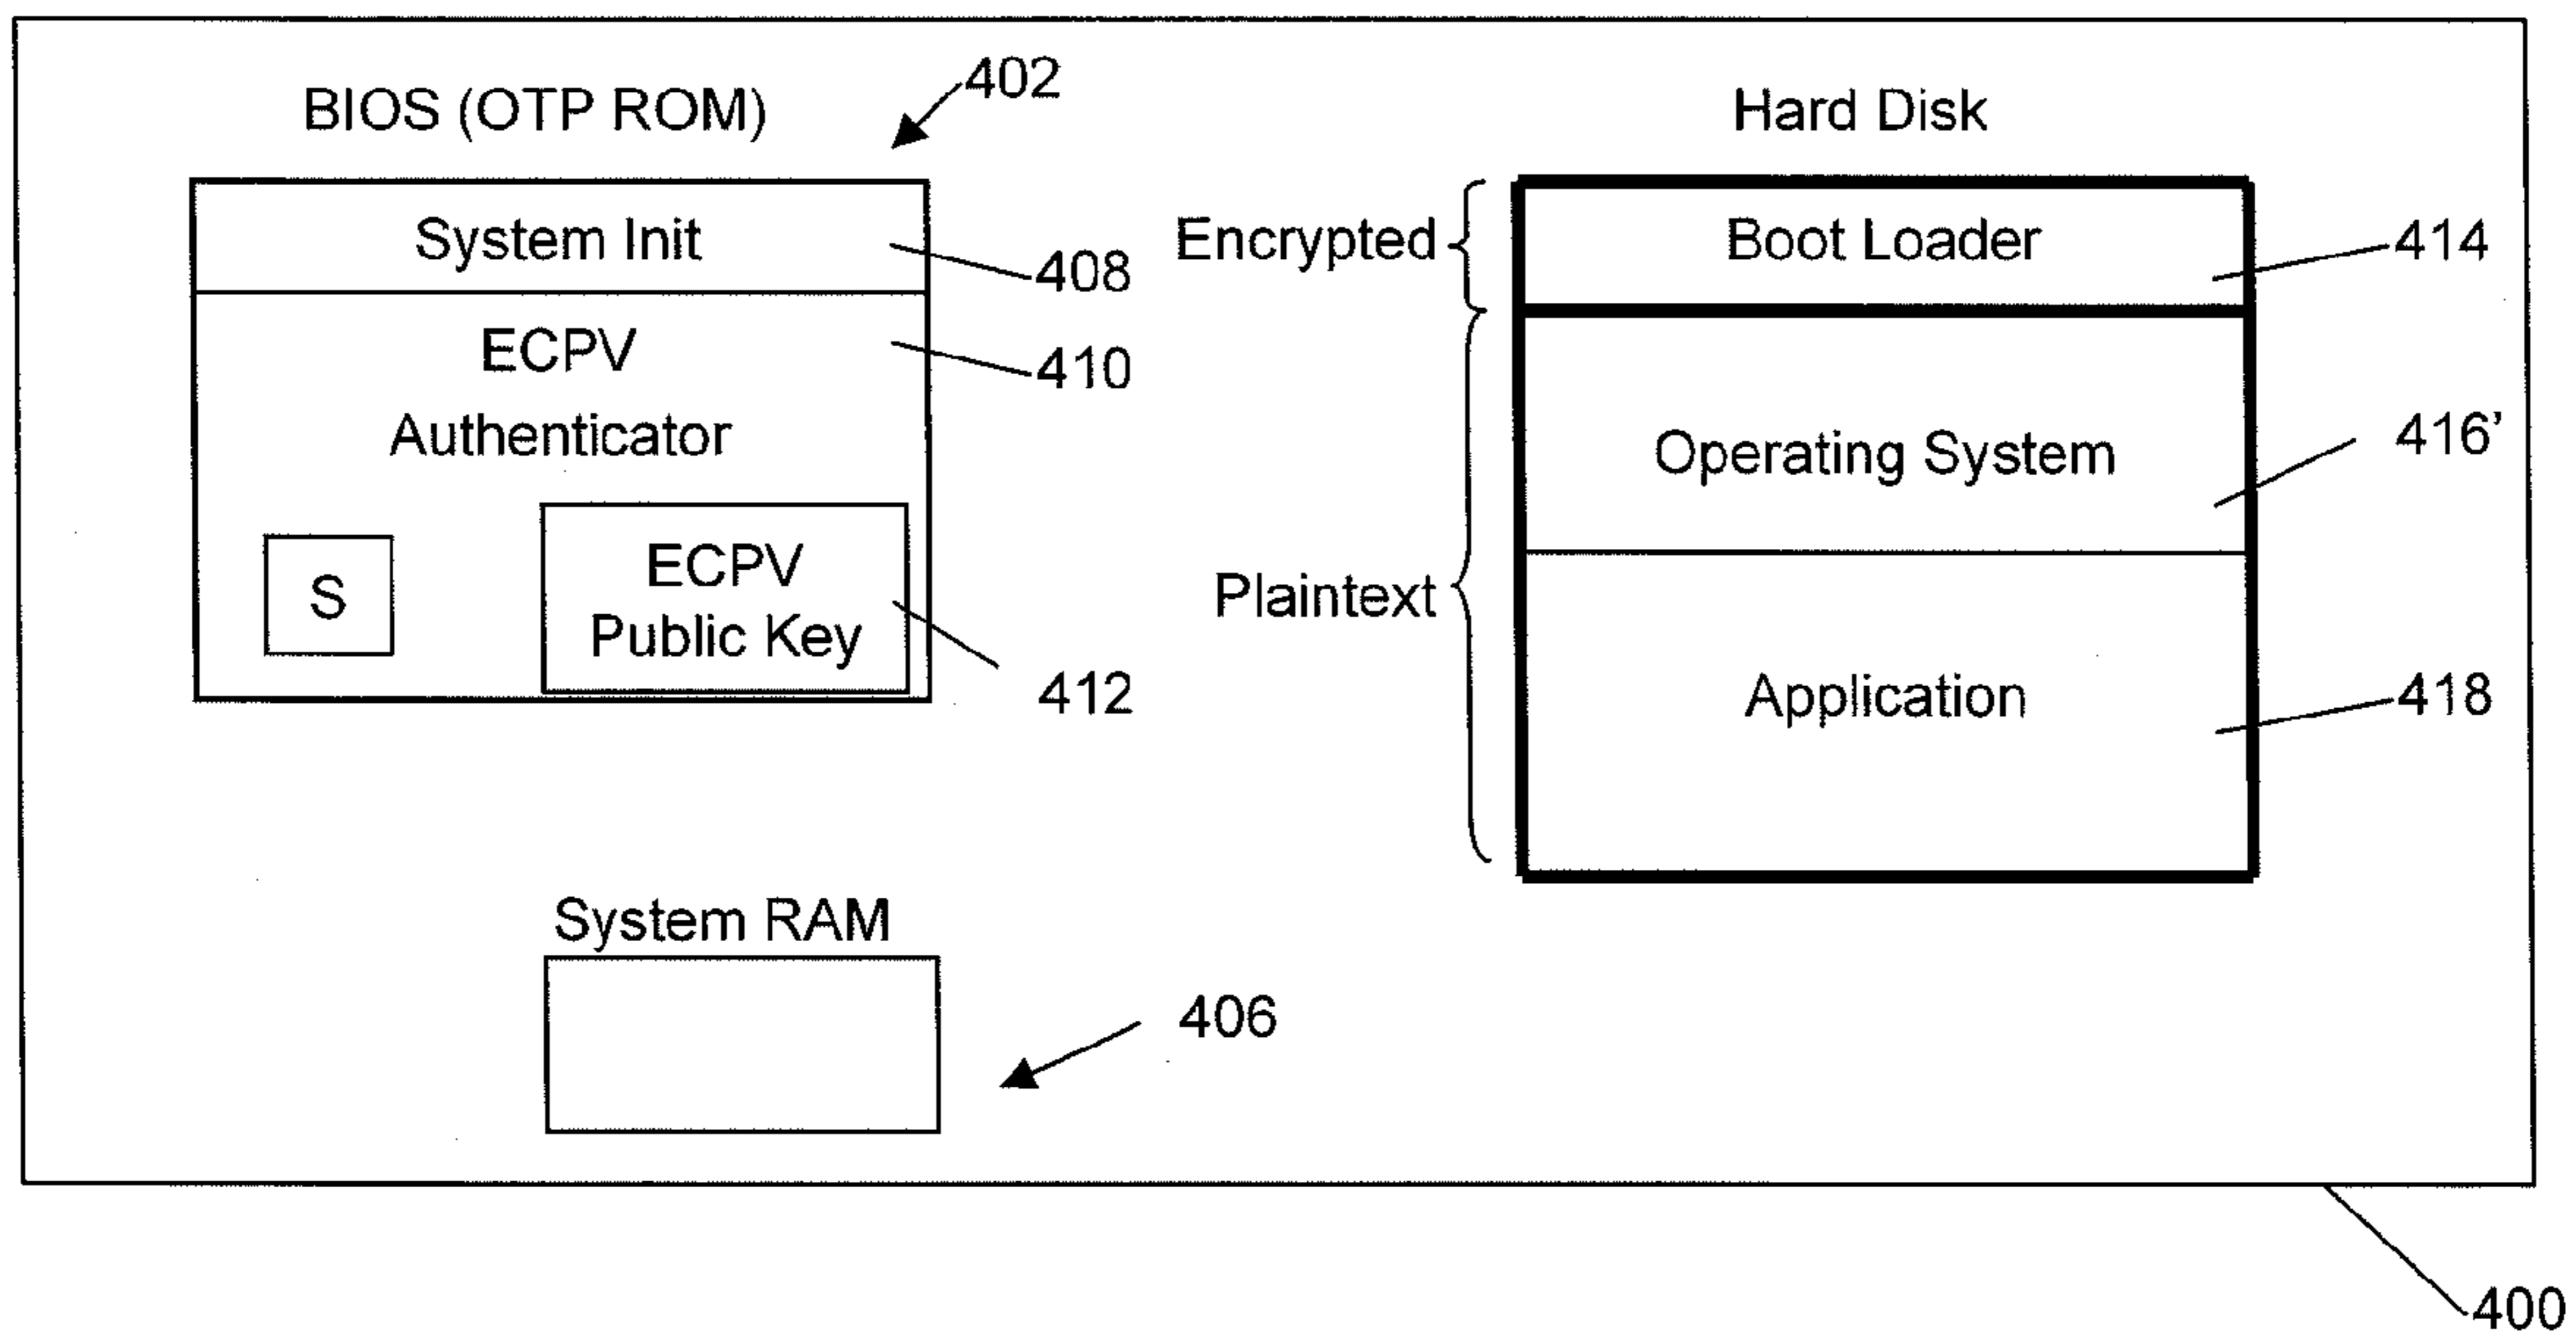 BIOS (OTP ROM)
402
System Init
408
ECPV
410
Authenticator
S
ECPV
Public Key
412
System RAM
406
Hard Disk
Encrypted
Boot Loader
414
Operating System
416’
Plaintext
Application
418
400